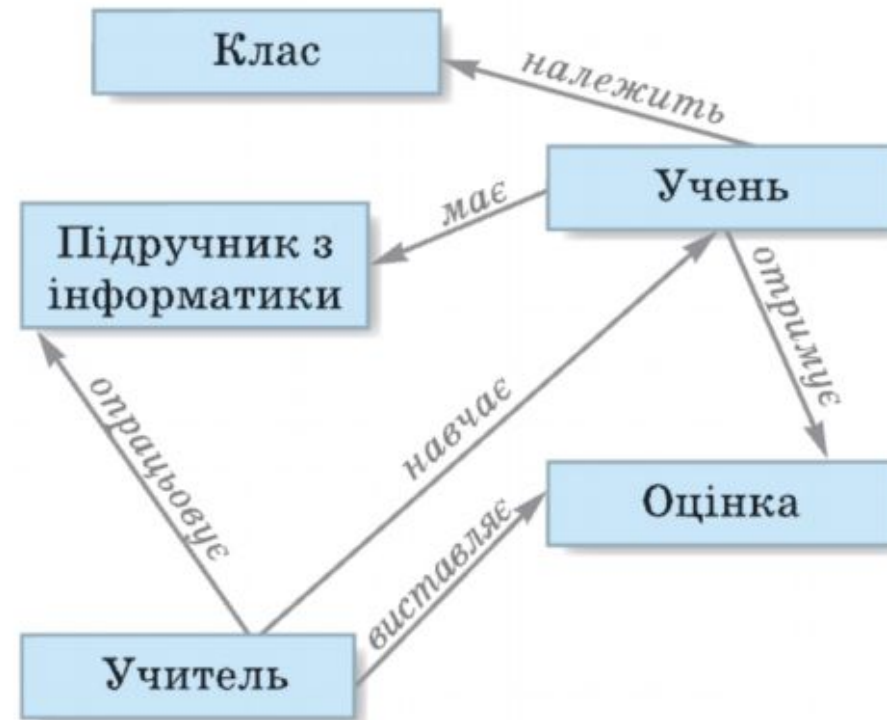 Клас
належить
Учень
має
Підручник з
інформатики
отримує
опрацьовує
навчає
Оцінка
виставляє
Учитель